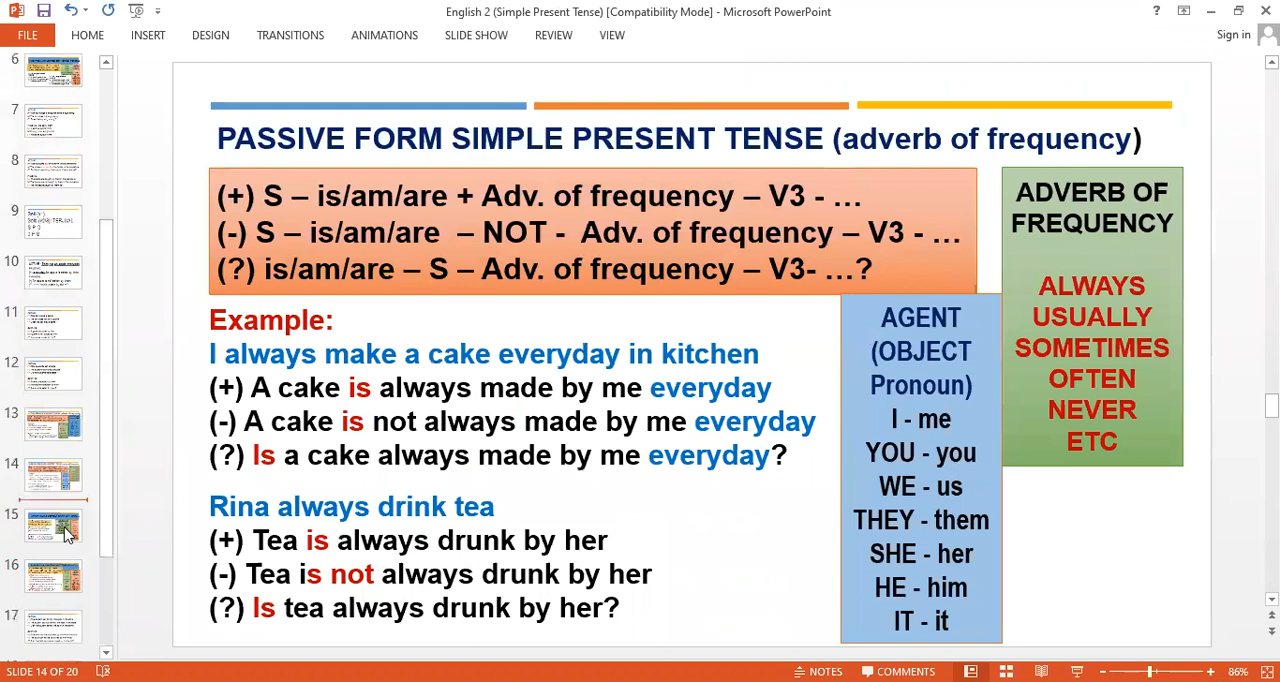 English 2 (Simple Present Tense) [Compatibility Mode] - Microsoft PowerPoint
?
FILE HOME INSERT DESIGN TRANSITIONS ANIMATIONS SLIDE SHOW REVIEW VIEW
Sign in
6
7
8
9
10
11
12
13
14
15
16
17
PASSIVE FORM SIMPLE PRESENT TENSE (adverb of frequency)
(+) S – is/am/are + Adv. of frequency – V3 - …
(-) S – is/am/are – NOT - Adv. of frequency – V3 - …
(?) is/am/are – S – Adv. of frequency – V3- …?
Example:
I always make a cake everyday in kitchen
(+) A cake is always made by me everyday
(-) A cake is not always made by me everyday
(?) Is a cake always made by me everyday?
Rina always drink tea
(+) Tea is always drunk by her
(-) Tea is not always drunk by her
(?) Is tea always drunk by her?
AGENT
(OBJECT
Pronoun)
I - me
YOU - you
WE - us
THEY - them
SHE - her
HE - him
IT - it
ADVERB OF
FREQUENCY
ALWAYS
USUALLY
SOMETIMES
OFTEN
NEVER
ETC
SLIDE 14 OF 20
NOTES
COMMENTS
86%